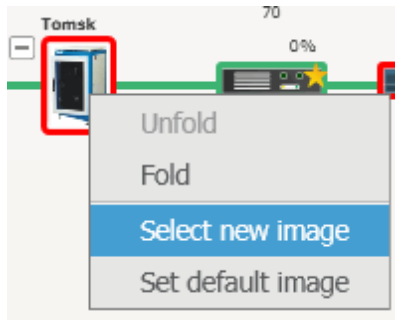 Tomsk
70
0%
Unfold
Fold
Select new image
Set default image